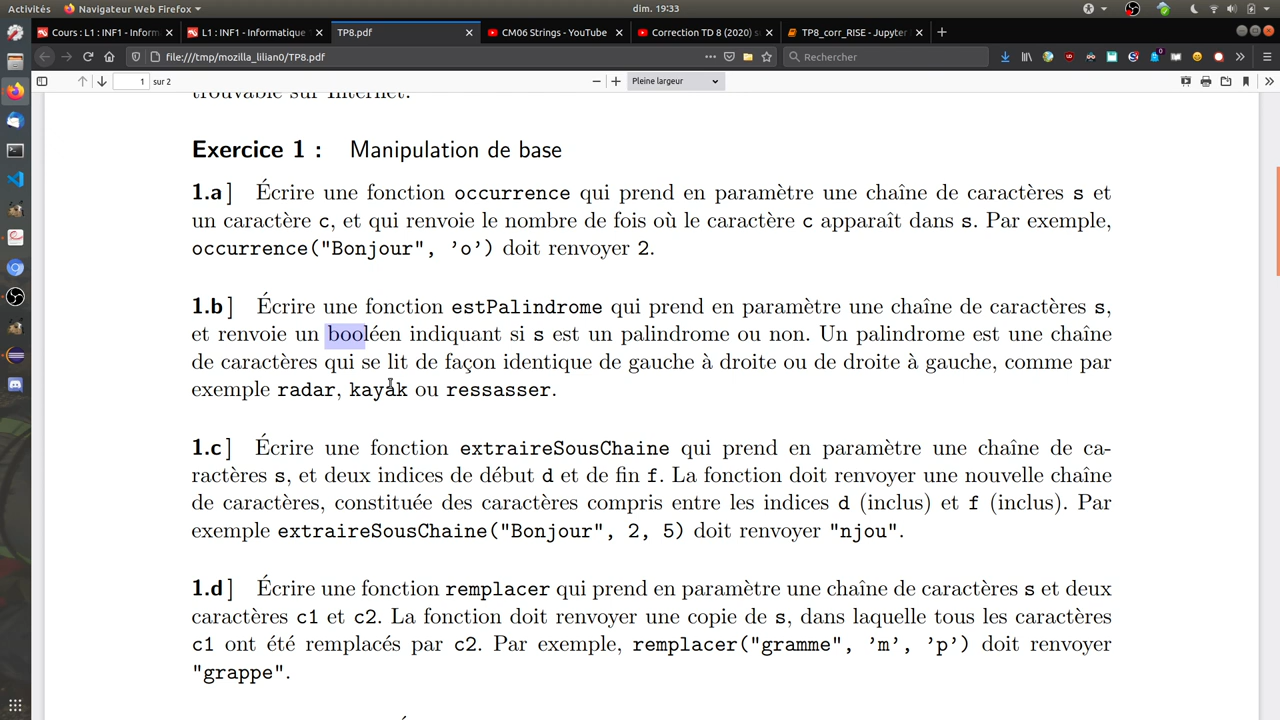 Activités
Navigateur Web Firefox
dim. 19:33
Cours : L1 : INF1 - Inform
L1 : INF1 - Informatique
TP8.pdf
CM06 Strings - YouTube
Correction TD 8 (2020) su
TP8_corr_RISE - Jupyter
file:///tmp/mozilla_lilian0/TP8.pdf
Rechercher
1 sur 2
Pleine largeur
trouvable sur Internet.
Exercice 1 : Manipulation de base
1.a] Écrire une fonction occurrence qui prend en paramètre une chaîne de caractères s et
un caractère c, et qui renvoie le nombre de fois où le caractère c apparaît dans s. Par exemple,
occurrence("Bonjour", ’o’) doit renvoyer 2.
1.b] Écrire une fonction estPalindrome qui prend en paramètre une chaîne de caractères s,
et renvoie un booléen indiquant si s est un palindrome ou non. Un palindrome est une chaîne
de caractères qui se lit de façon identique de gauche à droite ou de droite à gauche, comme par
exemple radar, kayak ou ressasser.
1.c] Écrire une fonction extraireSousChaine qui prend en paramètre une chaîne de ca-
ractères s, et deux indices de début d et de fin f. La fonction doit renvoyer une nouvelle chaîne
de caractères, constituée des caractères compris entre les indices d (inclus) et f (inclus). Par
exemple extraireSousChaine("Bonjour", 2, 5) doit renvoyer "njou".
1.d] Écrire une fonction remplacer qui prend en paramètre une chaîne de caractères s et deux
caractères c1 et c2. La fonction doit renvoyer une copie de s, dans laquelle tous les caractères
c1 ont été remplacés par c2. Par exemple, remplacer("gramme", ’m’, ’p’) doit renvoyer
"grappe".